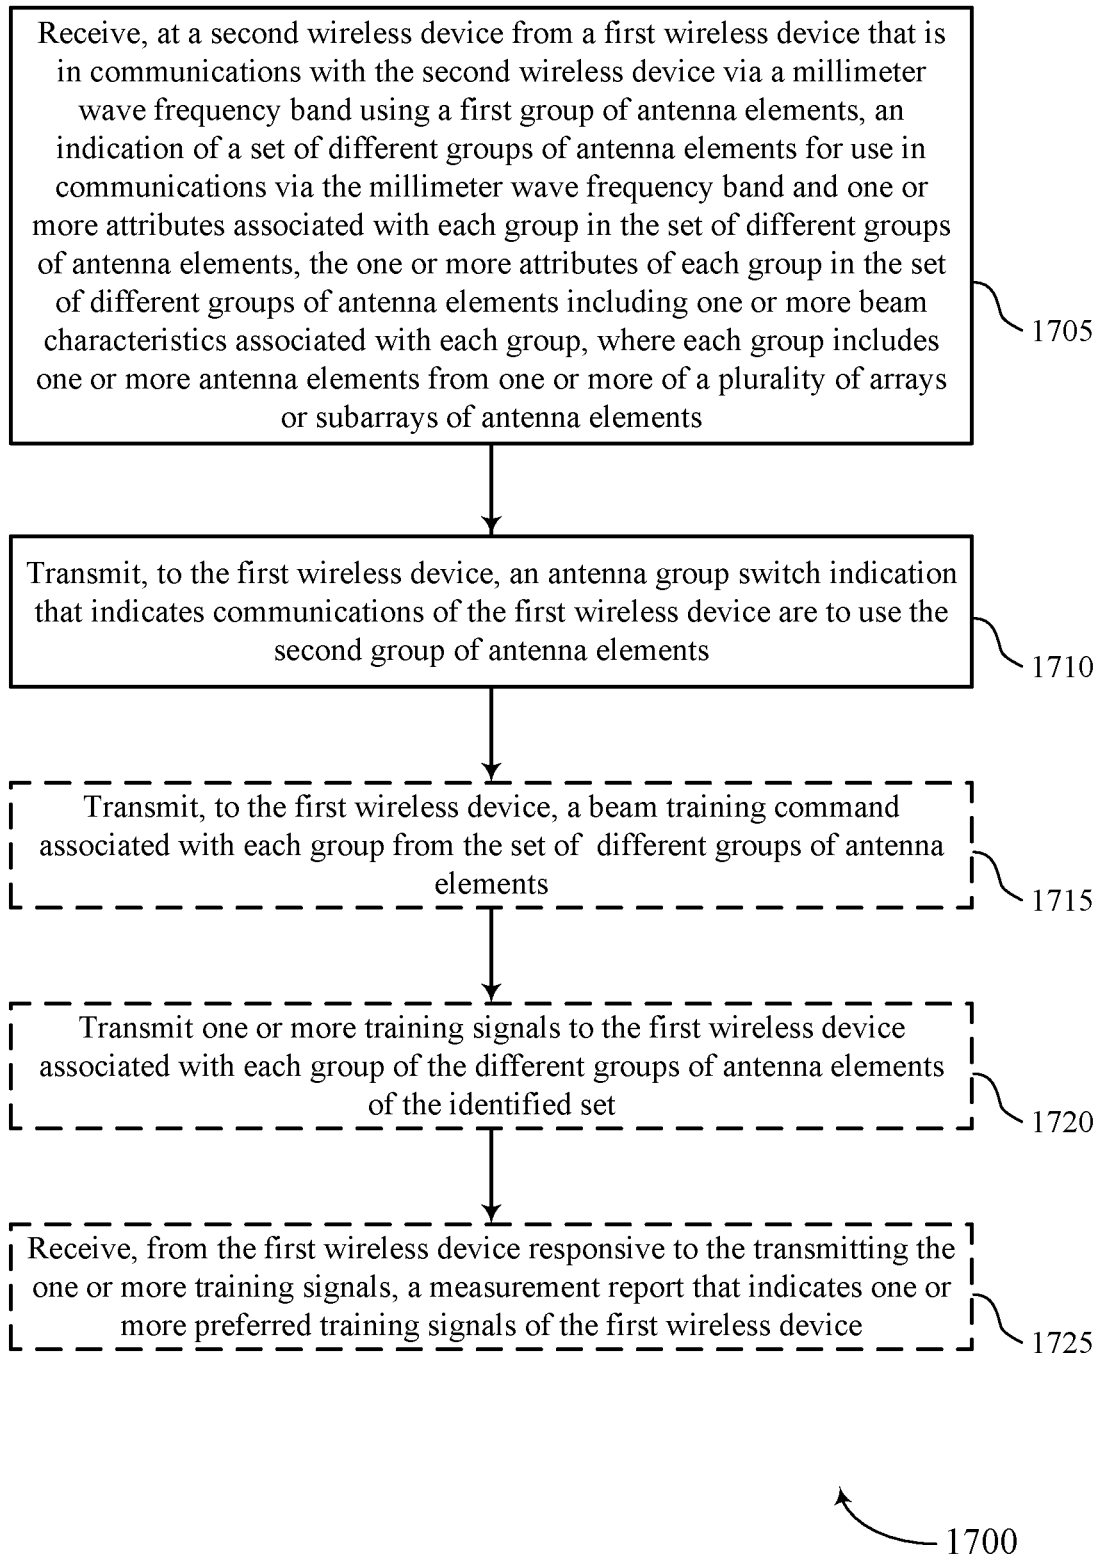 Receive, at a second wireless device from a first wireless device that is
in communications with the second wireless device via a millimeter
wave frequency band using a first group of antenna elements, an
indication of a set of different groups of antenna elements for use in
communications via the millimeter wave frequency band and one or
more attributes associated with each group in the set of different groups
of antenna elements, the one or more attributes of each group in the set
of different groups of antenna elements including one or more beam
characteristics associated with each group, where each group includes
one or more antenna elements from one or more of a plurality of arrays
or subarrays of antenna elements
1705
Transmit, to the first wireless device, an antenna group switch indication
that indicates communications of the first wireless device are to use the
second group of antenna elements
1710
Transmit, to the first wireless device, a beam training command
associated with each group from the set of  different groups of antenna
elements
1715
Transmit one or more training signals to the first wireless device
associated with each group of the different groups of antenna elements
of the identified set
1720
Receive, from the first wireless device responsive to the transmitting the
one or more training signals, a measurement report that indicates one or
more preferred training signals of the first wireless device
1725
1700